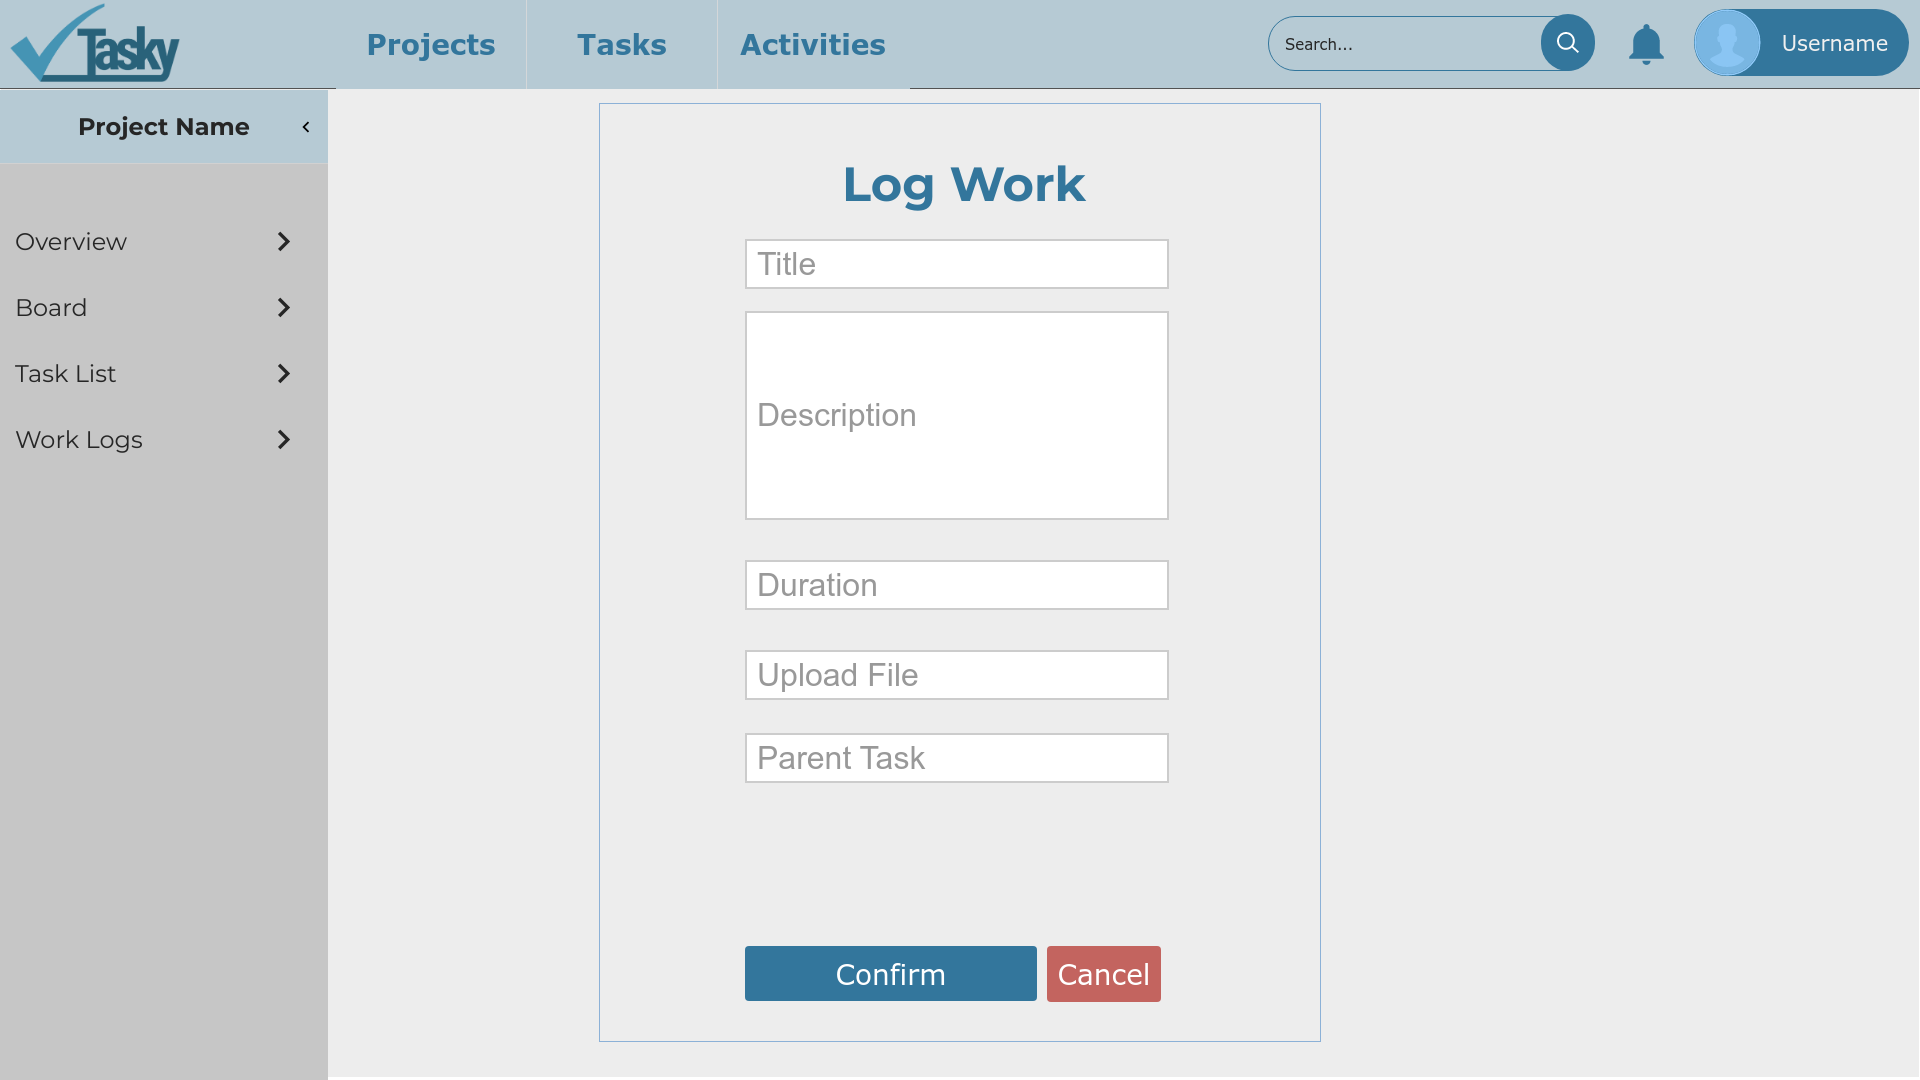 Tasky
Projects
Tasks
Activities
Search...
Username
Project Name
Overview
Board
Task List
Work Logs
Log Work
Title
Description
Duration
Upload File
Parent Task
Confirm
Cancel